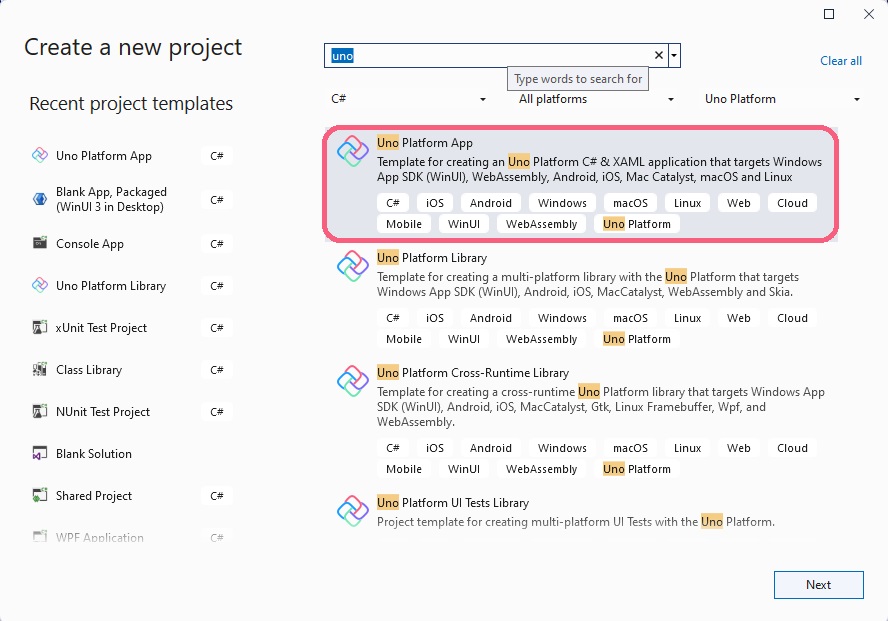 Create a new project
uno
Type words to search for
Clear all
Recent project templates
C#
All platforms
Uno Platform
Uno Platform App C#
Blank App, Packaged
(WinUI 3 in Desktop) C#
Console App C#
Uno Platform Library C#
xUnit Test Project C#
Class Library C#
NUnit Test Project C#
Blank Solution
Shared Project C#
WPF Application C#
Uno Platform App
Template for creating an Uno Platform C# & XAML application that targets Windows
App SDK (WinUI), WebAssembly, Android, iOS, Mac Catalyst, macOS and Linux
C# iOS Android Windows macOS Linux Web Cloud
Mobile WinUI WebAssembly Uno Platform
Uno Platform Library
Template for creating a multi-platform library with the Uno Platform that targets
Windows App SDK (WinUI), Android, iOS, MacCatalyst, WebAssembly and Skia.
C# iOS Android Windows macOS Linux Web Cloud
Mobile WinUI WebAssembly Uno Platform
Uno Platform Cross-Runtime Library
Template for creating a cross-runtime Uno Platform library that targets Windows App
SDK (WinUI), Android, iOS, MacCatalyst, Gtk, Linux Framebuffer, Wpf, and
WebAssembly.
C# iOS Android Windows macOS Linux Web Cloud
Mobile WinUI WebAssembly Uno Platform
Uno Platform UI Tests Library
Project template for creating multi-platform UI Tests with the Uno Platform.
Next